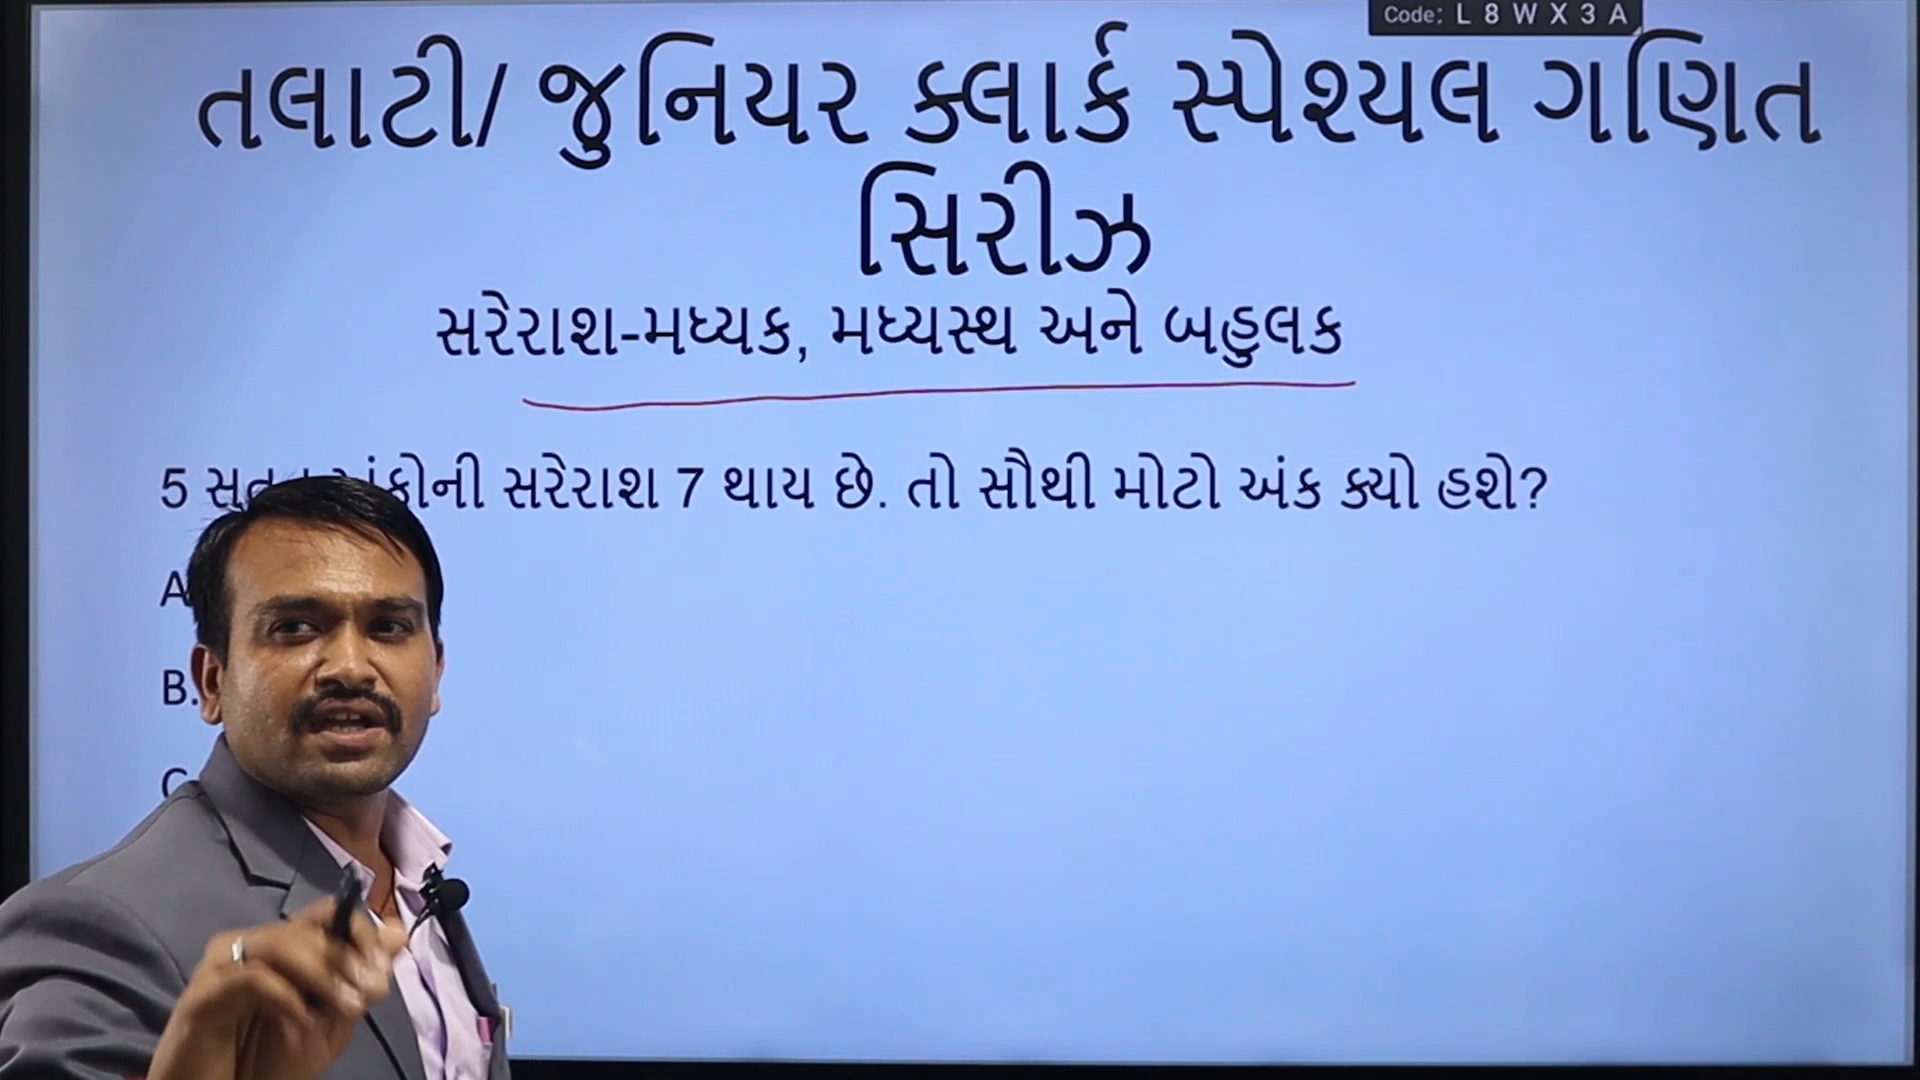 Code: L 8 W X 3 A
તલાટી/ જુનિયર ક્લાર્ક સ્પેશ્યલ ગણિત
સિરીઝ
સરેરાશ-મધ્યક, મધ્યસ્થ અને બહુલક
5 સરેરાશ 7 થાય છે. તો સૌથી મોટો અંક ક્યો હશે?
A
B.
C